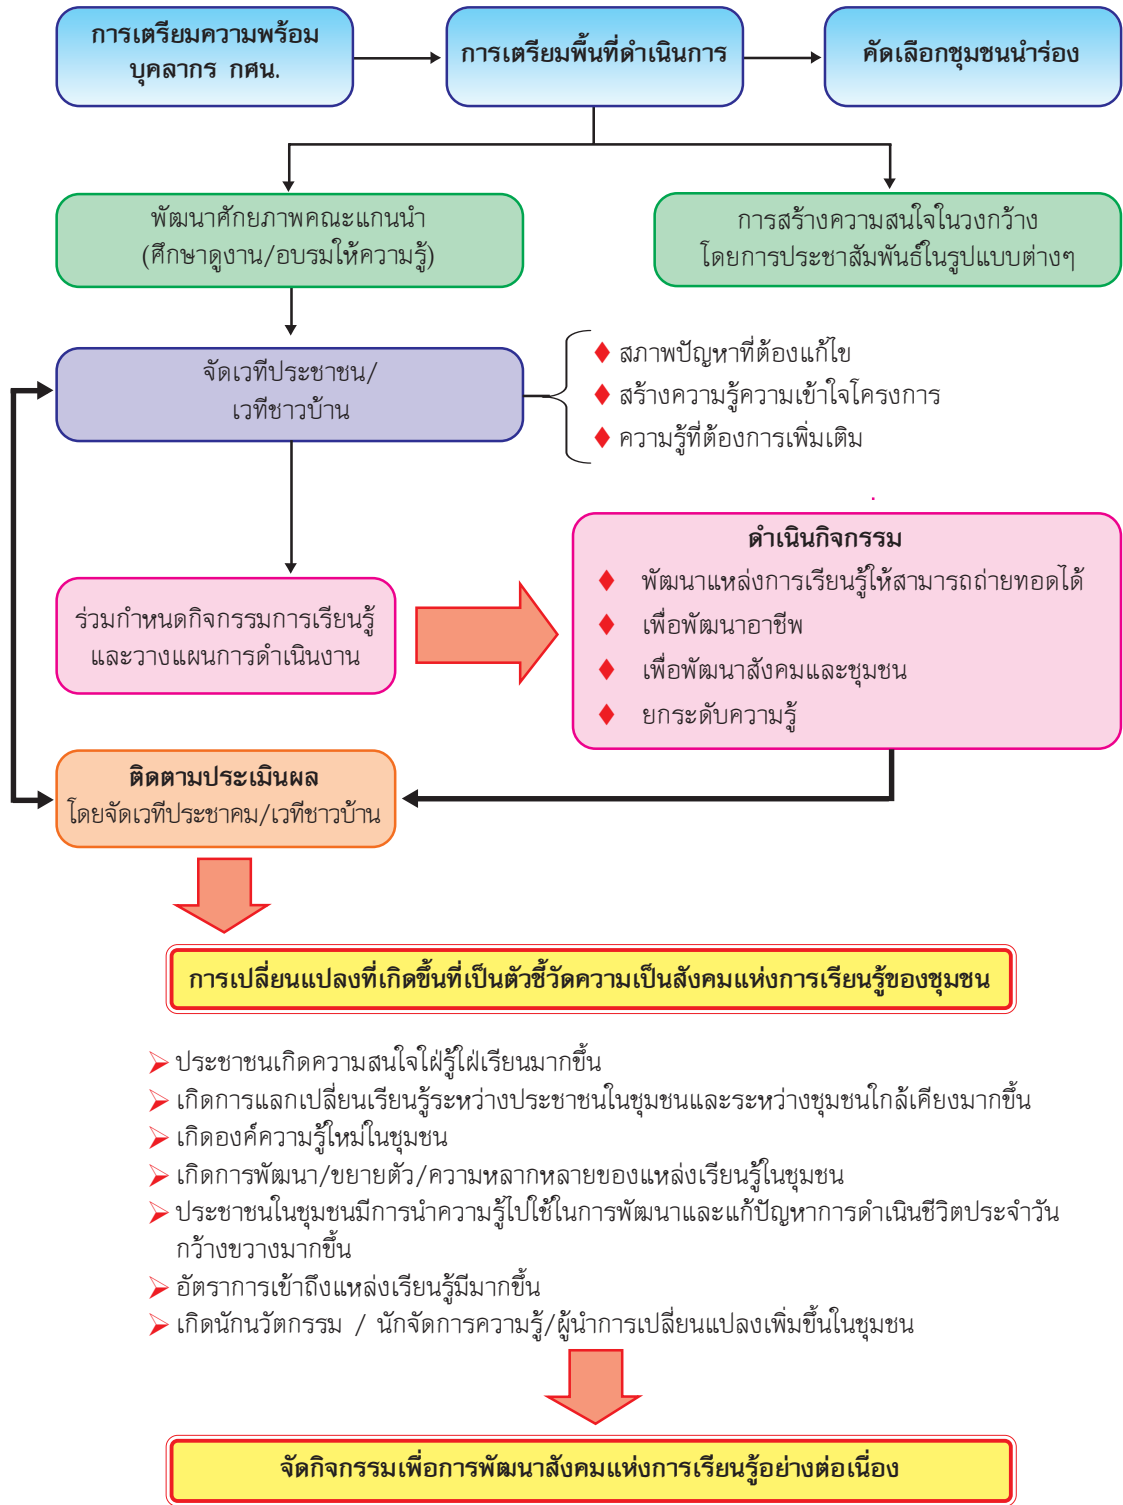 การเตรียมความพร้อม
บุคลากร กศน.
การเตรียมพื้นที่ดำเนินการ
คัดเลือกชุมชนนำร่อง
พัฒนาศักยภาพคณะแกนนำ
(ศึกษาดูงาน/อบรมให้ความรู้)
การสร้างความสนใจในวงกว้าง
โดยการประชาสัมพันธ์ในรูปแบบต่างๆ
จัดเวทีประชาชน/
เวทีชาวบ้าน
สภาพปัญหาที่ต้องแก้ไข
สร้างความรู้ความเข้าใจโครงการ
ความรู้ที่ต้องการเพิ่มเติม
ร่วมกำหนดกิจกรรมการเรียนรู้
และวางแผนการดำเนินงาน
ดำเนินกิจกรรม
พัฒนาแหล่งการเรียนรู้ให้สามารถถ่ายทอดได้
เพื่อพัฒนาอาชีพ
เพื่อพัฒนาสังคมและชุมชน
ยกระดับความรู้
ติดตามประเมินผล
โดยจัดเวทีประชาคม/เวทีชาวบ้าน
การเปลี่ยนแปลงที่เกิดขึ้นที่เป็นตัวชี้วัดความเป็นสังคมแห่งการเรียนรู้ของชุมชน
ประชาชนเกิดความสนใจใฝ่รู้ใฝ่เรียนมากขึ้น
เกิดการแลกเปลี่ยนเรียนรู้ระหว่างประชาชนในชุมชนและระหว่างชุมชนใกล้เคียงมากขึ้น
เกิดองค์ความรู้ใหม่ในชุมชน
เกิดการพัฒนา/ขยายตัว/ความหลากหลายของแหล่งเรียนรู้ในชุมชน
ประชาชนในชุมชนมีการนำความรู้ไปใช้ในการพัฒนาและแก้ปัญหาการดำเนินชีวิตประจำวัน
กว้างขวางมากขึ้น
อัตราการเข้าถึงแหล่งเรียนรู้มีมากขึ้น
เกิดนักนวัตกรรม / นักจัดการความรู้/ผู้นำการเปลี่ยนแปลงเพิ่มขึ้นในชุมชน
จัดกิจกรรมเพื่อการพัฒนาสังคมแห่งการเรียนรู้อย่างต่อเนื่อง